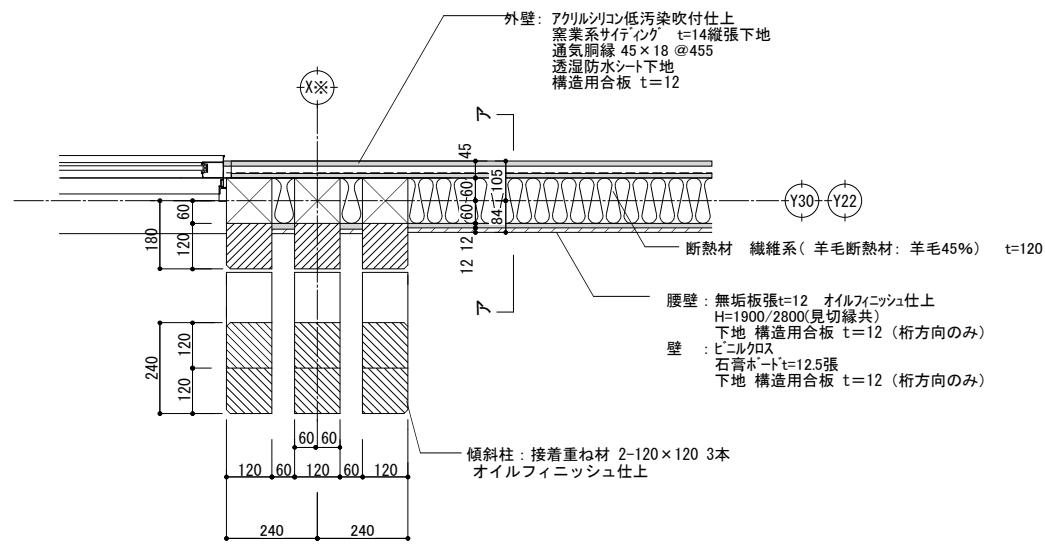 外壁: アクリルシリコン低汚染吹付仕上
窯業系サイディング t=14縦張下地
通気胴縁 45×18 @455
透湿防水シート下地
構造用合板 t=12
X※
ア
45
105
60
60
84
12
12
Y30
Y22
断熱材 繊維系( 羊毛断熱材: 羊毛45%) t=120
60
180
120
ア
腰壁 : 無垢板張t=12 オイルフィニッシュ仕上
H=1900/2800(見切縁共)
下地 構造用合板 t=12 (桁方向のみ)
壁 : ビニルクロス
石膏ボードt=12.5張
下地 構造用合板 t=12 (桁方向のみ)
240
120
120
60
60
傾斜柱 : 接着重ね材 2-120×120 3本
オイルフィニッシュ仕上
120
60
120
60
120
240
240